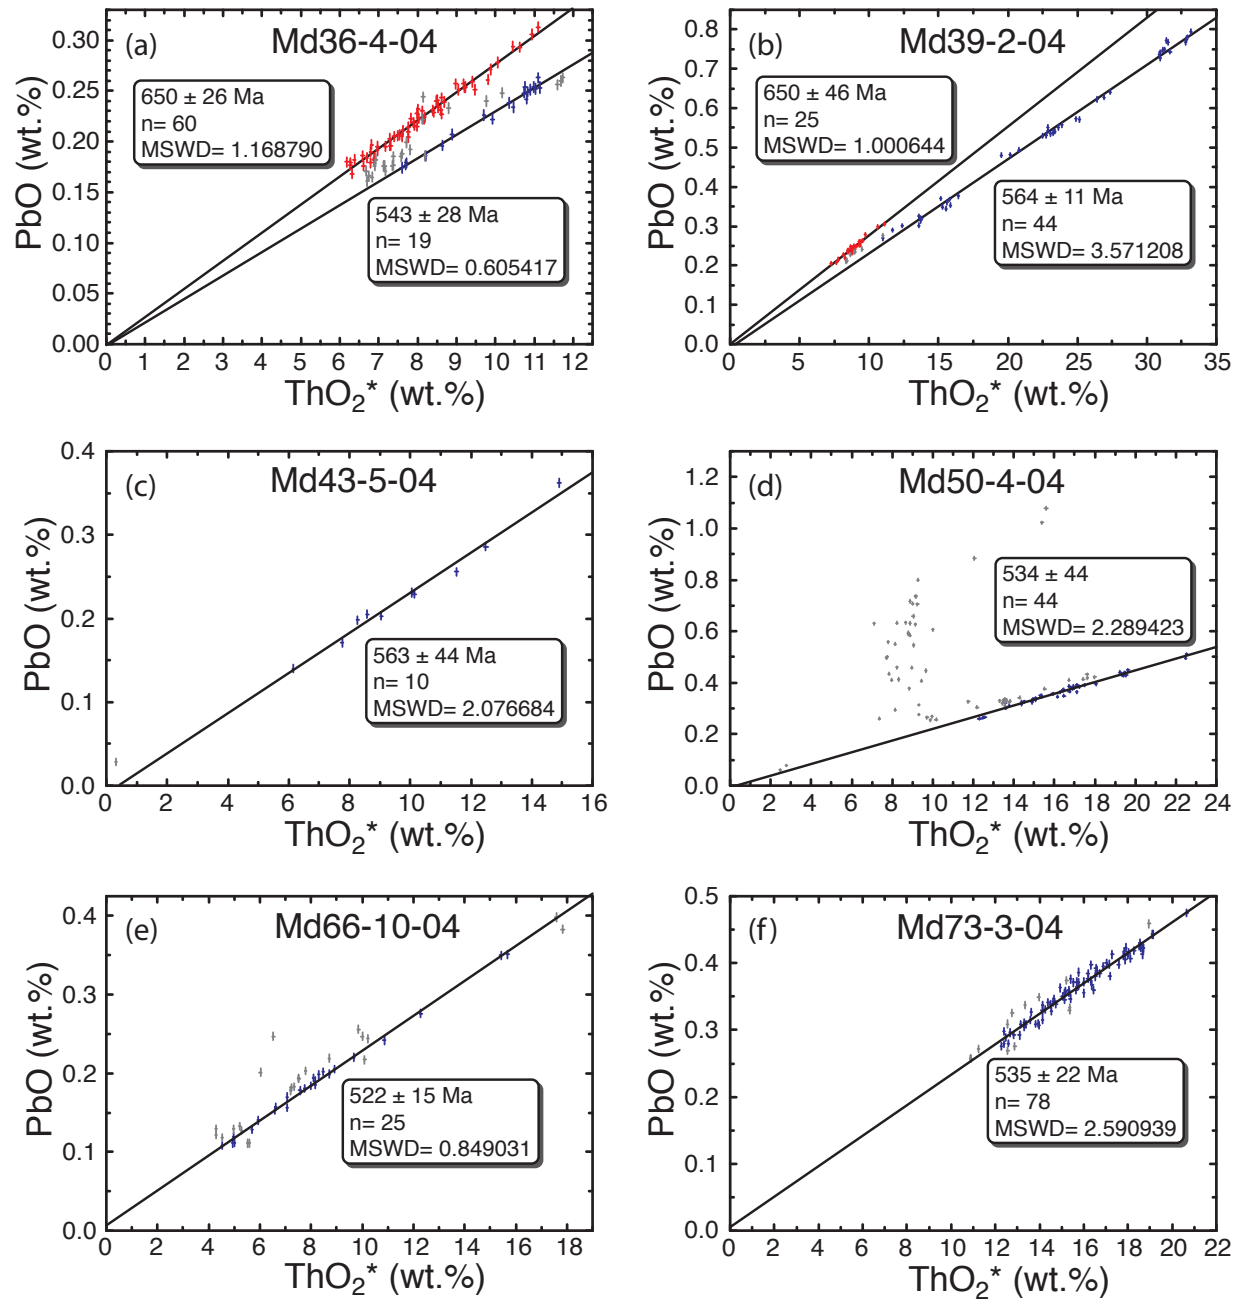 (a) Md36-4-04
PbO (wt.%)
0.30
0.25
0.20
0.15
0.10
0.05
0.00
650 ± 26 Ma
n= 60
MSWD= 1.168790
543 ± 28 Ma
n= 19
MSWD= 0.605417
0 1 2 3 4 5 6 7 8 9 10 11 12
ThO2* (wt.%)
(b) Md39-2-04
PbO (wt.%)
0.8
0.7
0.6
0.5
0.4
0.3
0.2
0.1
0.0
650 ± 46 Ma
n= 25
MSWD= 1.000644
564 ± 11 Ma
n= 44
MSWD= 3.571208
0 5 10 15 20 25 30 35
ThO2* (wt.%)
(c) Md43-5-04
PbO (wt.%)
0.4
0.3
0.2
0.1
0.0
563 ± 44 Ma
n= 10
MSWD= 2.076684
0 2 4 6 8 10 12 14 16
ThO2* (wt.%)
(d) Md50-4-04
PbO (wt.%)
1.2
1.0
0.8
0.6
0.4
0.2
0.0
534 ± 44
n= 44
MSWD= 2.289423
0 2 4 6 8 10 12 14 16 18 20 22 24
ThO2* (wt.%)
(e) Md66-10-04
PbO (wt.%)
0.4
0.3
0.2
0.1
0.0
522 ± 15 Ma
n= 25
MSWD= 0.849031
0 2 4 6 8 10 12 14 16 18
ThO2* (wt.%)
(f) Md73-3-04
PbO (wt.%)
0.5
0.4
0.3
0.2
0.1
0.0
535 ± 22 Ma
n= 78
MSWD= 2.590939
0 2 4 6 8 10 12 14 16 18 20 22
ThO2* (wt.%)